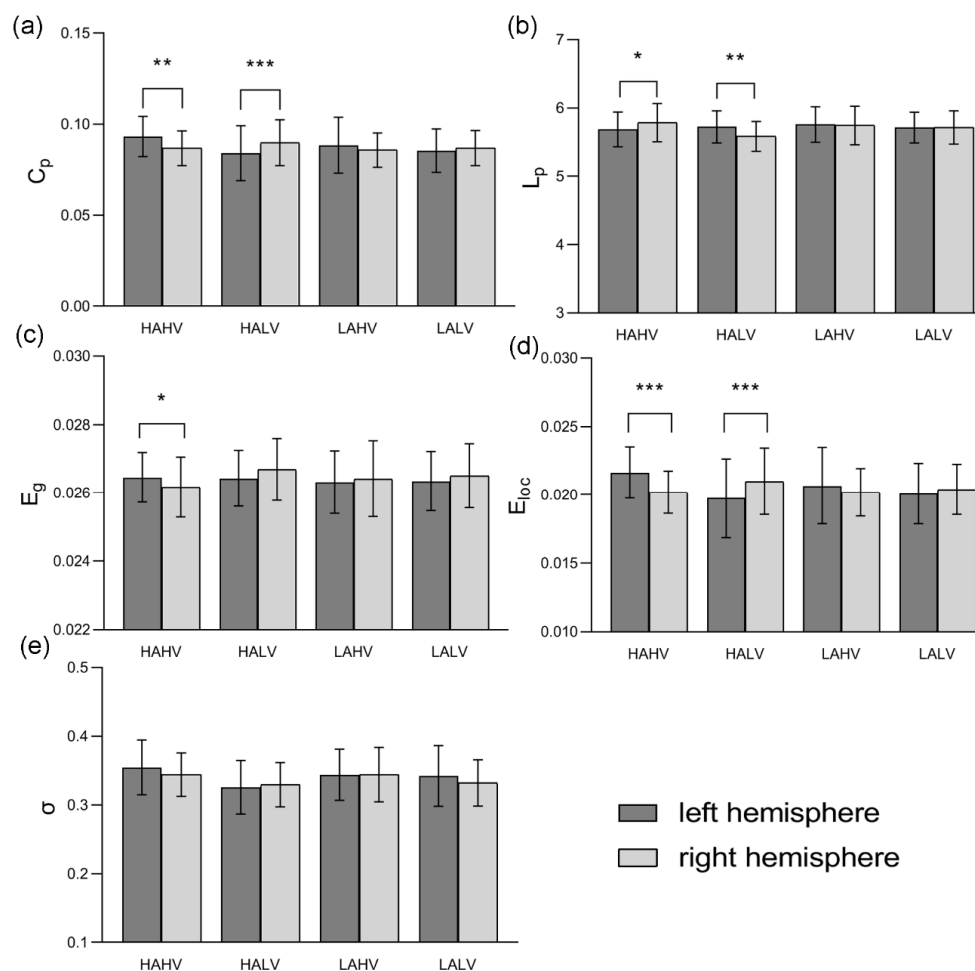 (a)
0.15
0.10
0.05
0.00
Cp
** ***
HAHV HALV LAHV LALV
(b)
7
6
5
4
3
Lp
* **
HAHV HALV LAHV LALV
(c)
0.030
0.028
0.026
0.024
0.022
Eg
*
HAHV HALV LAHV LALV
(d)
0.030
0.025
0.020
0.015
0.010
Eloc
*** ***
HAHV HALV LAHV LALV
(e)
0.5
0.4
0.3
0.2
0.1
σ
HAHV HALV LAHV LALV
left hemisphere
right hemisphere